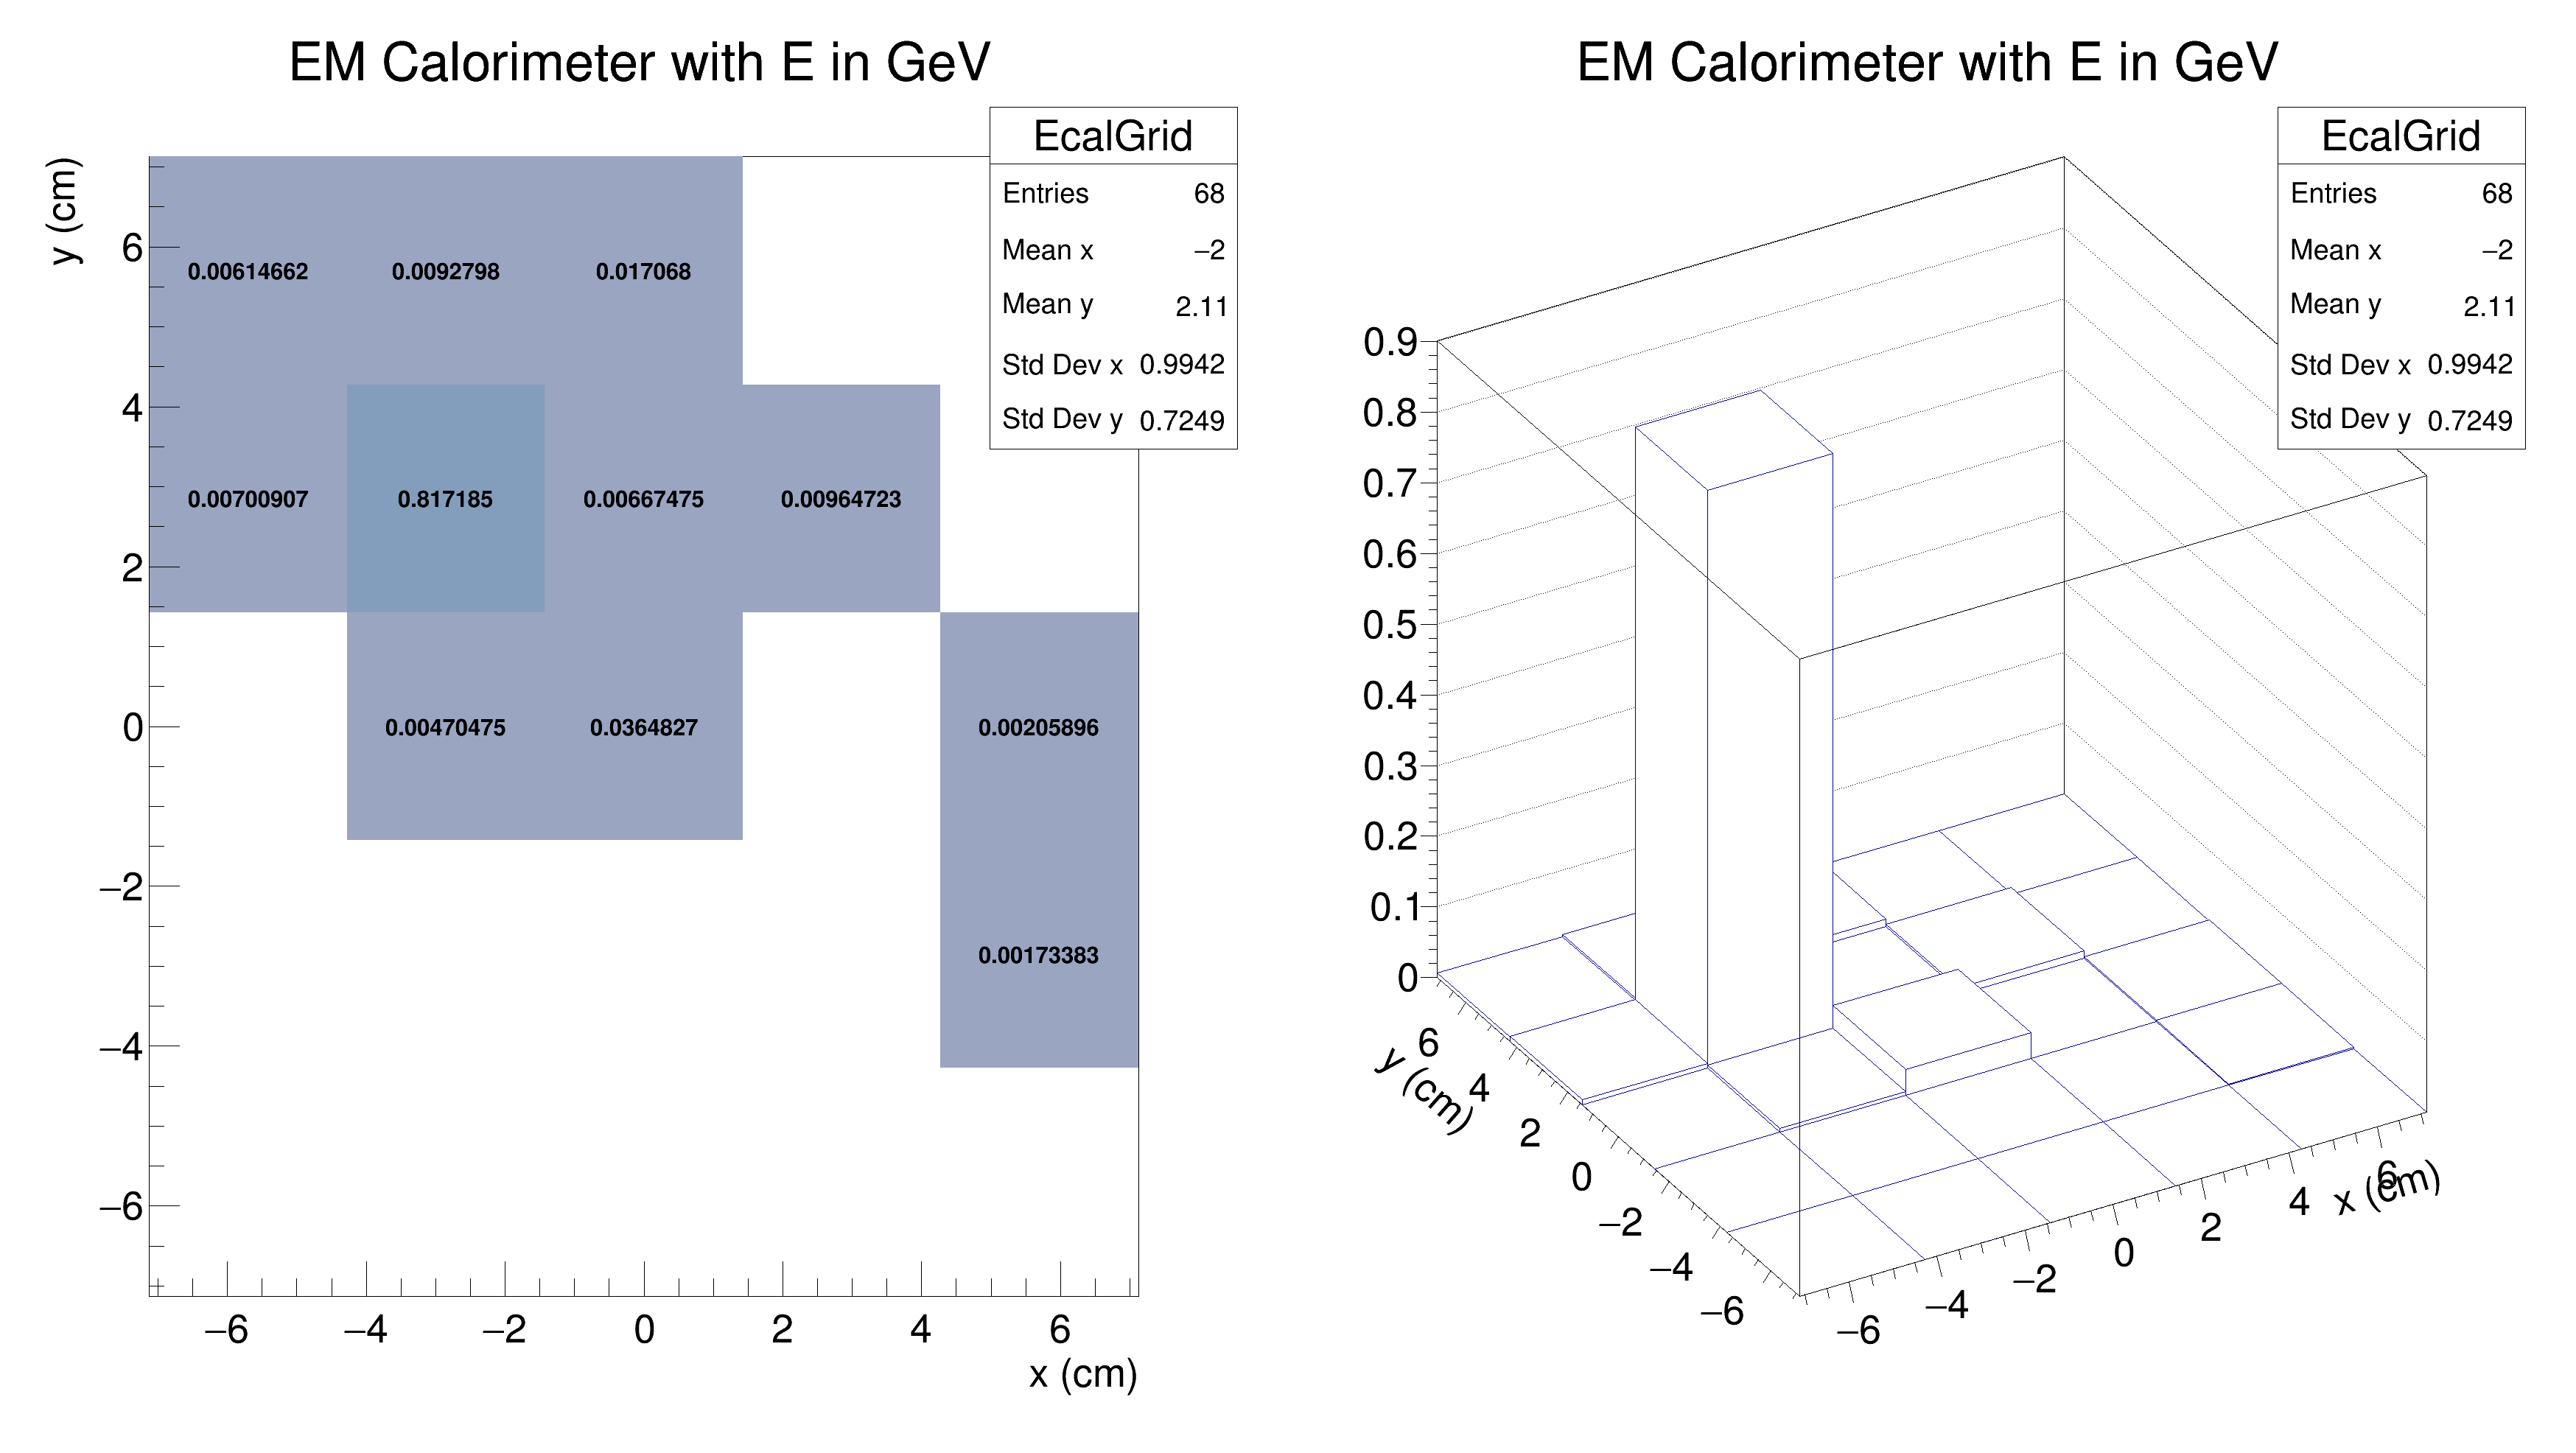 EM Calorimeter with E in GeV
EcalGrid
Entries 68
Mean x −2
Mean y 2.11
Std Dev x 0.9942
Std Dev y 0.7249
y (cm)
6
4
2
0
−2
−4
−6
0.00614662 0.0092798 0.017068
0.00700907 0.817185 0.00667475 0.00964723
0.00470475 0.0364827 0.00205896
0.00173383
−6 −4 −2 0 2 4 6
x (cm)
EM Calorimeter with E in GeV
EcalGrid
Entries 68
Mean x −2
Mean y 2.11
Std Dev x 0.9942
Std Dev y 0.7249
0.9
0.8
0.7
0.6
0.5
0.4
0.3
0.2
0.1
0
6
4
2
0
−2
−4
−6
y (cm)
−6
−4
−2
0
2
4
6
x (cm)